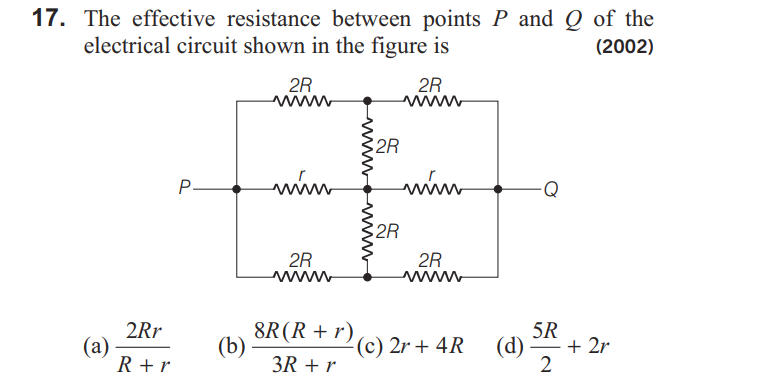 17. The effective resistance between points P and Q of the
electrical circuit shown in the figure is (2002)
2R 2R
2R
P r r Q
2R
2R 2R
(a) 2Rr / R + r (b) 8R(R + r) / 3R + r (c) 2r + 4R (d) 5R / 2 + 2r